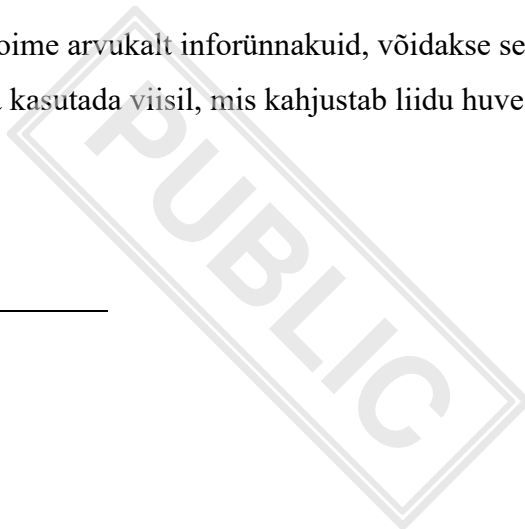 oime arvukalt inforünnakuid, võidakse se
kasutada viisil, mis kahjustab liidu huve
PUBLIC